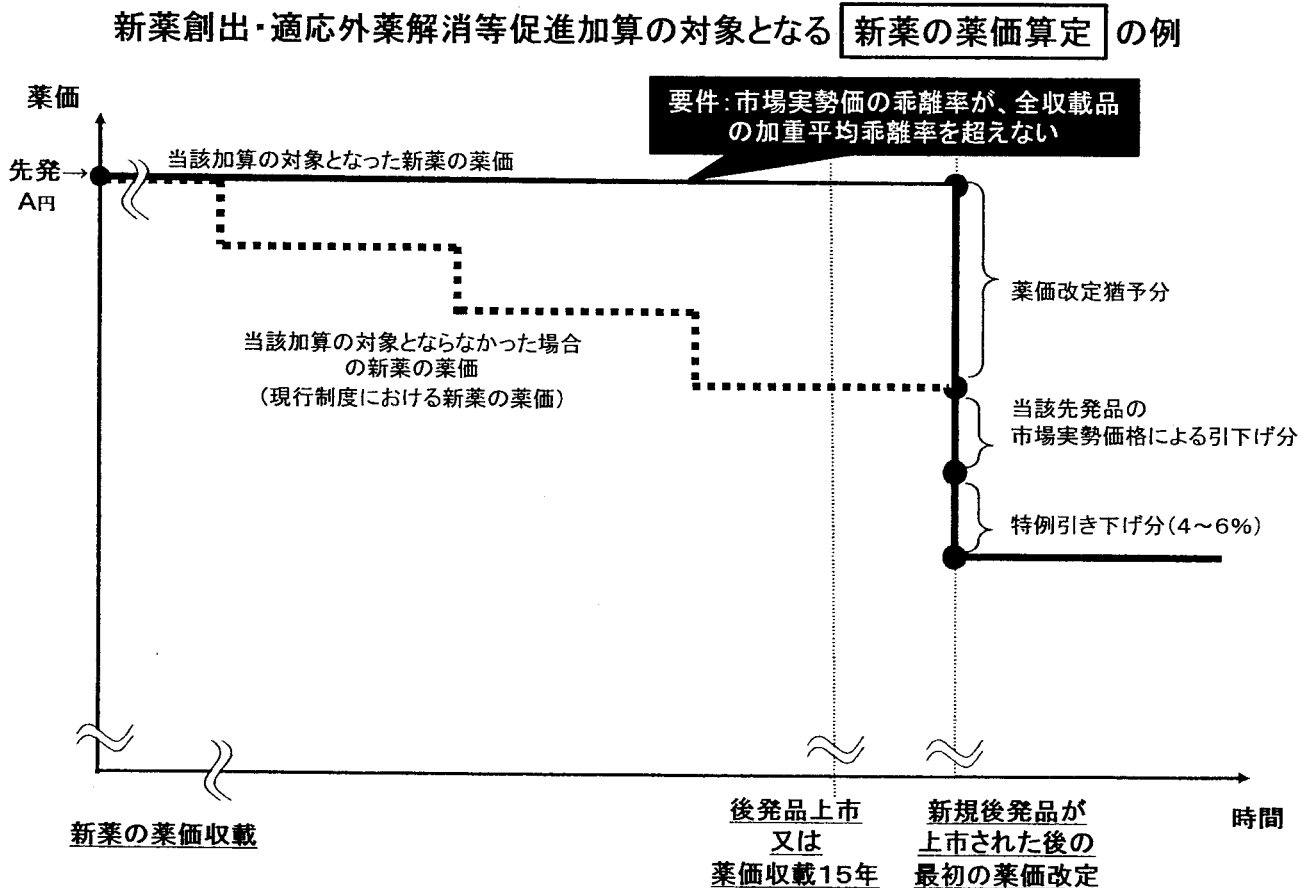 新薬創出・適応外薬解消等促進加算の対象となる 新薬の薬価算定 の例
薬価
要件:市場実勢価の乖離率が、全収載品
の加重平均乖離率を超えない
当該加算の対象となった新薬の薬価
先発→
A円
薬価改定猶予分
当該加算の対象とならなかった場合
の新薬の薬価
(現行制度における新薬の薬価)
当該先発品の
市場実勢価格による引下げ分
特例引き下げ分(4～6%)
新薬の薬価収載
後発品上市
又は
薬価収載15年
新規後発品が
上市された後の
最初の薬価改定
時間